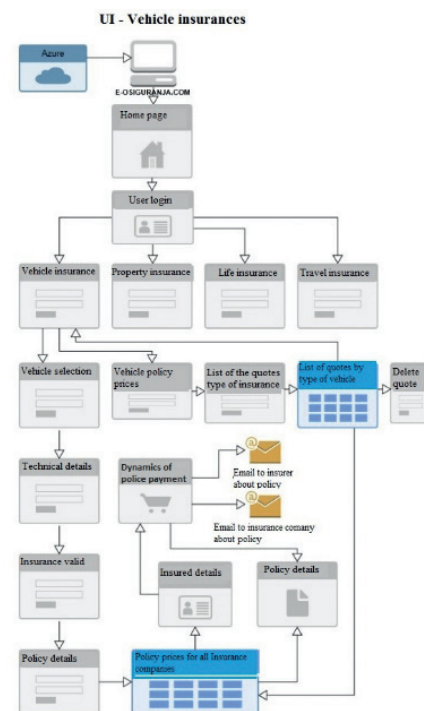 UI - Vehicle insurances
Azure
E-OSIGURANJA.COM
Home page
User login
Vehicle insurance
Property insurance
Life insurance
Travel insurance
Vehicle selection
Vehicle policy
prices
List of the quotes
type of insurance
List of quotes by
type of vehicle
Delete
quote
Technical details
Dynamics of
police payment
Email to insurer
about policy
Email to insurance comany
about policy
Insurance valid
Insured details
Policy details
Policy details
Policy prices for all Insurance
companies